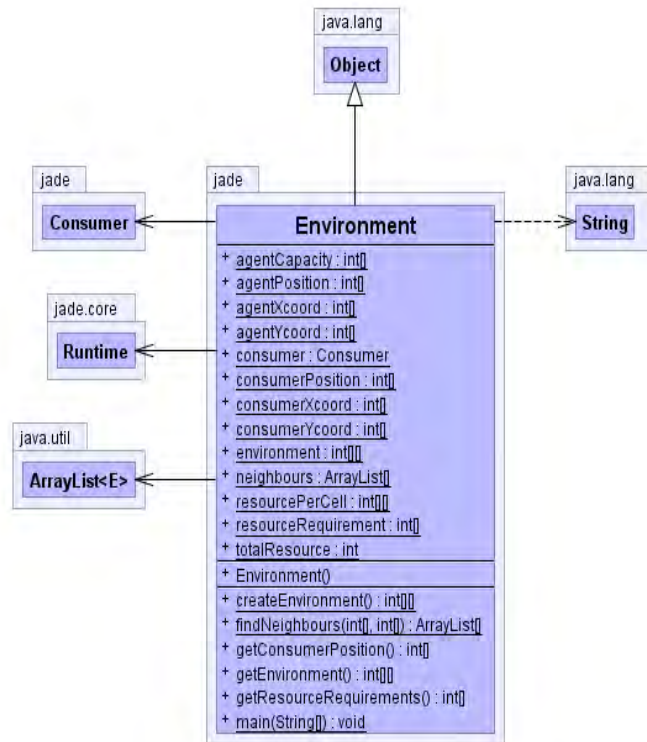 java.lang
Object
jade
Consumer
jade
java.lang
String
Environment
jade.core
Runtime
java.util
ArrayList<E>
+ agentCapacity : int[]
+ agentPosition : int[]
+ agentXcoord : int[]
+ agentYcoord : int[]
+ consumer : Consumer
+ consumerPosition : int[]
+ consumerXcoord : int[]
+ consumerYcoord : int[]
+ environment : int[][]
+ neighbours : ArrayList[]
+ resourcePerCell : int[][]
+ resourceRequirement : int[]
+ totalResource : int
+ Environment()
+ createEnvironment() : int[][]
+ findNeighbours(int[], int[]) : ArrayList[]
+ getConsumerPosition() : int[]
+ getEnvironment() : int[][]
+ getResourceRequirements() : int[]
+ main(String[]) : void